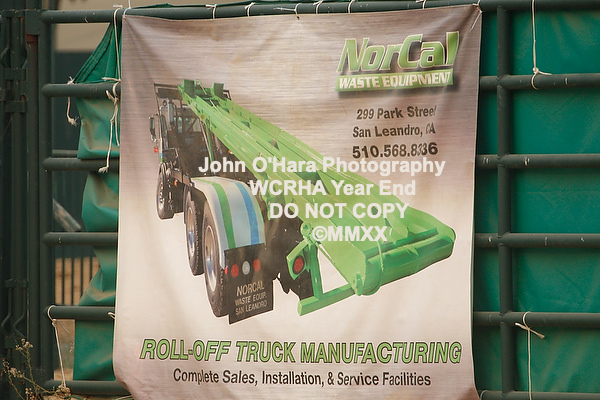 NorCal
WASTE EQUIPMENT
299 Park Street
San Leandro, CA
510.568.8336
John O'Hara Photography
WCRHA Year End
DO NOT COPY
©MMXX
NORCAL
WASTE EQUIP.
SAN LEANDRO
ROLL-OFF TRUCK MANUFACTURING
Complete Sales, Installation, & Service Facilities